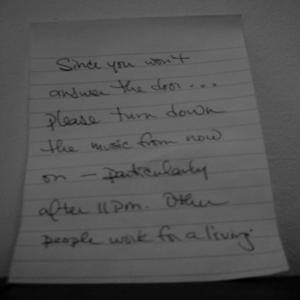 Since you won't
answer the door...
please turn down
the music from now
on — particularly
after 11pm. Other
people work for a living.